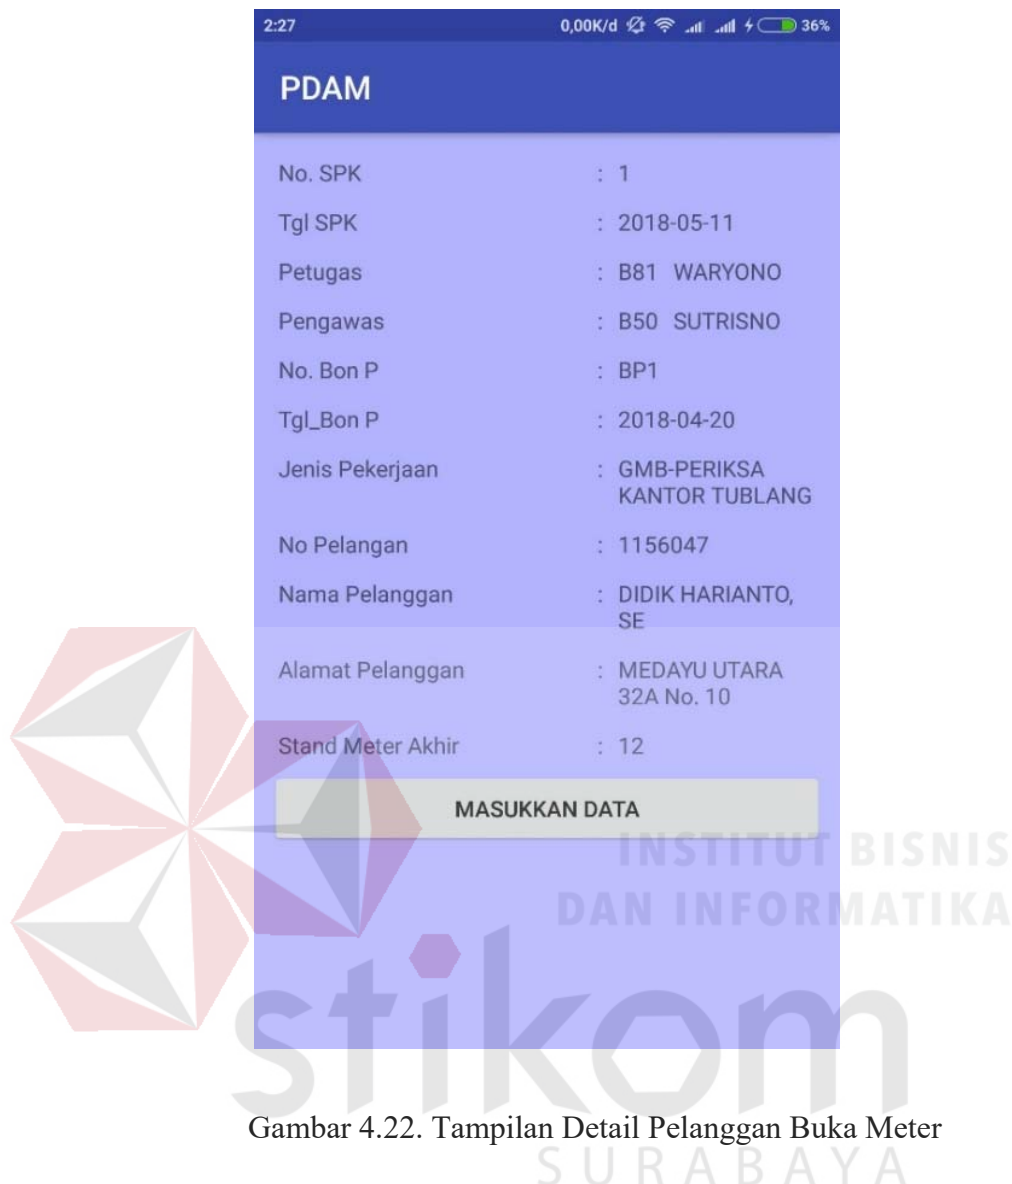 2:27 0,00K/d 36%
PDAM
No. SPK : 1
Tgl SPK : 2018-05-11
Petugas : B81 WARYONO
Pengawas : B50 SUTRISNO
No. Bon P : BP1
Tgl_Bon P : 2018-04-20
Jenis Pekerjaan : GMB-PERIKSA
KANTOR TUBLANG
No Pelangan : 1156047
Nama Pelanggan : DIDIK HARIANTO,
SE
Alamat Pelanggan : MEDAYU UTARA
32A No. 10
Stand Meter Akhir : 12
MASUKKAN DATA
INSTITUT BISNIS
DAN INFORMATIKA
stikom
Gambar 4.22. Tampilan Detail Pelanggan Buka Meter
SURABAYA